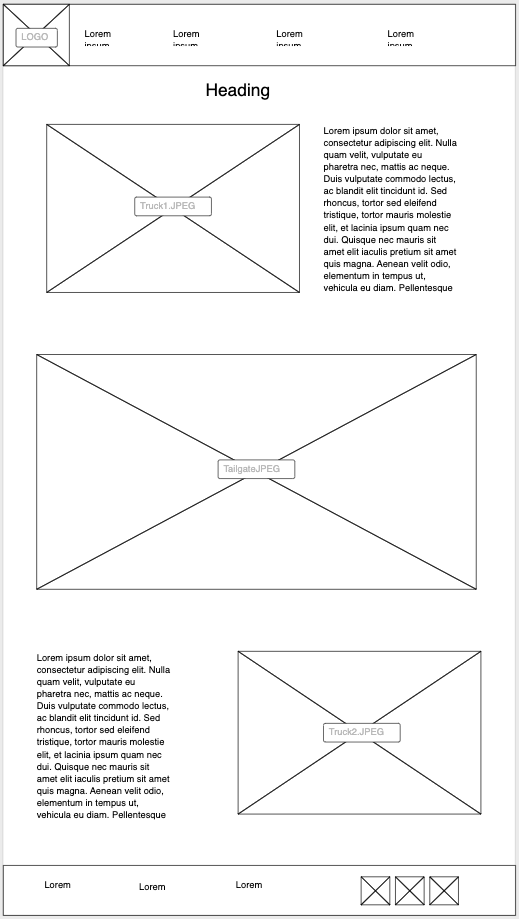 LOGO
Lorem Lorem Lorem Lorem
ipsum ipsum ipsum ipsum
Heading
Truck1.JPEG
Lorem ipsum dolor sit amet,
consectetur adipiscing elit. Nulla
quam velit, vulputate eu
pharetra nec, mattis ac neque.
Duis vulputate commodo lectus,
ac blandit elit tincidunt id. Sed
rhoncus, tortor sed eleifend
tristique, tortor mauris molestie
elit, et lacinia ipsum quam nec
dui. Quisque nec mauris sit
amet elit iaculis pretium sit amet
quis magna. Aenean velit odio,
elementum in tempus ut,
vehicula eu diam. Pellentesque
TailgateJPEG
Lorem ipsum dolor sit amet,
consectetur adipiscing elit. Nulla
quam velit, vulputate eu
pharetra nec, mattis ac neque.
Duis vulputate commodo lectus,
ac blandit elit tincidunt id. Sed
rhoncus, tortor sed eleifend
tristique, tortor mauris molestie
elit, et lacinia ipsum quam nec
dui. Quisque nec mauris sit
amet elit iaculis pretium sit amet
quis magna. Aenean velit odio,
elementum in tempus ut,
vehicula eu diam. Pellentesque
Truck2.JPEG
Lorem Lorem Lorem